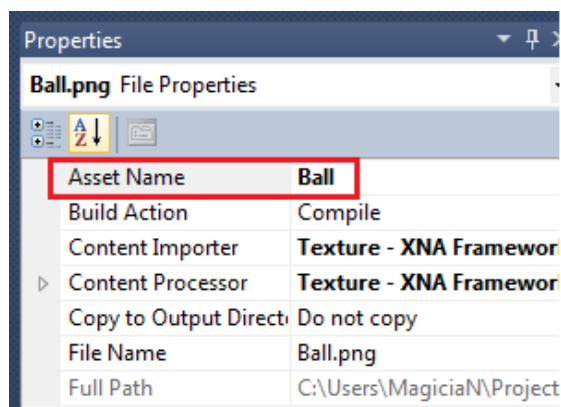 Properties
Ball.png File Properties
Asset Name Ball
Build Action Compile
Content Importer Texture - XNA Framewor
Content Processor Texture - XNA Framewor
Copy to Output Direct Do not copy
File Name Ball.png
Full Path C:\Users\MagiciaN\Project